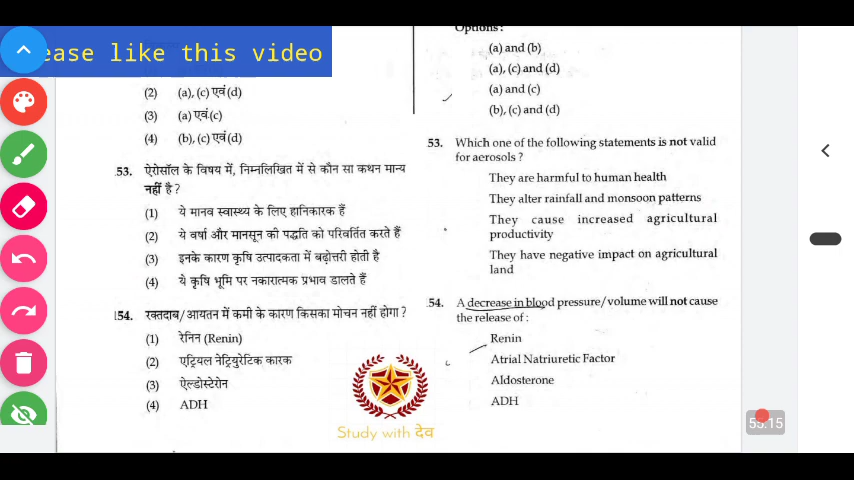 ease like this video
(2) (a), (c) एवं (d)
(3) (a) एवं (c)
(4) (b), (c) एवं (d)
53. ऐरोसॉल के विषय में, निम्नलिखित में से कौन सा कथन मान्य
नहीं है ?
(1) ये मानव स्वास्थ्य के लिए हानिकारक हैं
(2) ये वर्षा और मानसून की पद्धति को परिवर्तित करते हैं
(3) इनके कारण कृषि उत्पादकता में बढ़ोत्तरी होती है
(4) ये कृषि भूमि पर नकारात्मक प्रभाव डालते हैं
154. रक्तदाब/आयतन में कमी के कारण किसका मोचन नहीं होगा ?
(1) रेनिन (Renin)
(2) एट्रियल नेट्रियुरेटिक कारक
(3) ऐल्डोस्टेरोन
(4) ADH
Options :
(a) and (b)
(a), (c) and (d)
(a) and (c)
(b), (c) and (d)
53. Which one of the following statements is not valid
for aerosols ?
They are harmful to human health
They alter rainfall and monsoon patterns
They cause increased agricultural
productivity
They have negative impact on agricultural
land
54. A decrease in blood pressure/volume will not cause
the release of :
Renin
Atrial Natriuretic Factor
Aldosterone
ADH
Study with देव
55:15